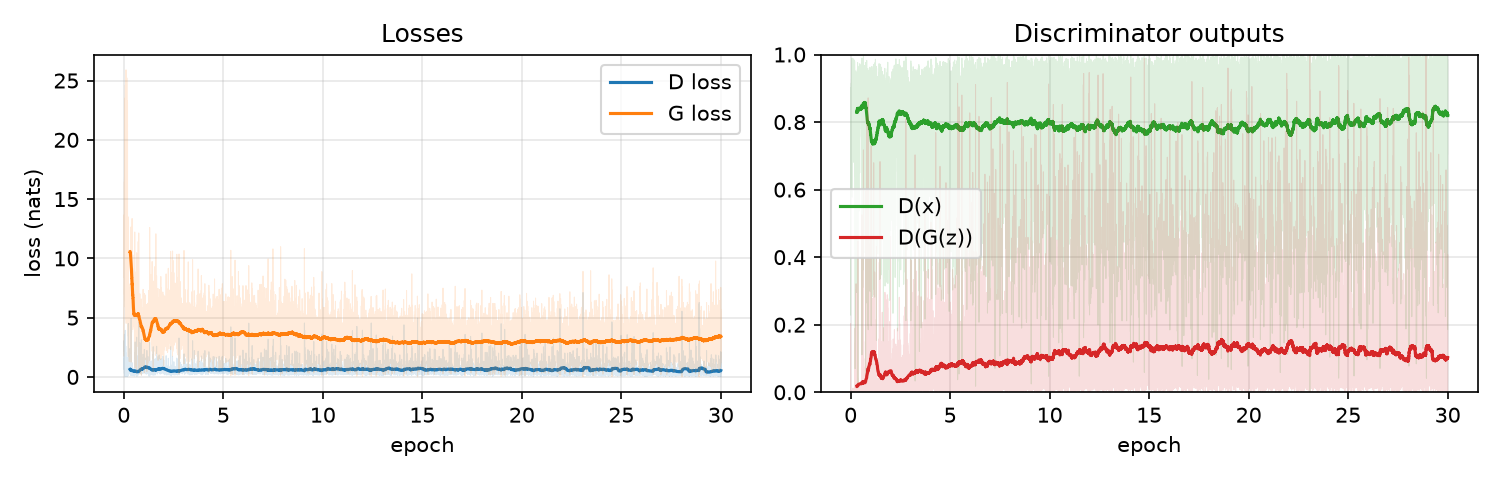 Losses
loss (nats)
25
20
15
10
5
0
D loss
G loss
0 5 10 15 20 25 30
epoch
Discriminator outputs
1.0
0.8
0.6
0.4
0.2
0.0
D(x)
D(G(z))
0 5 10 15 20 25 30
epoch